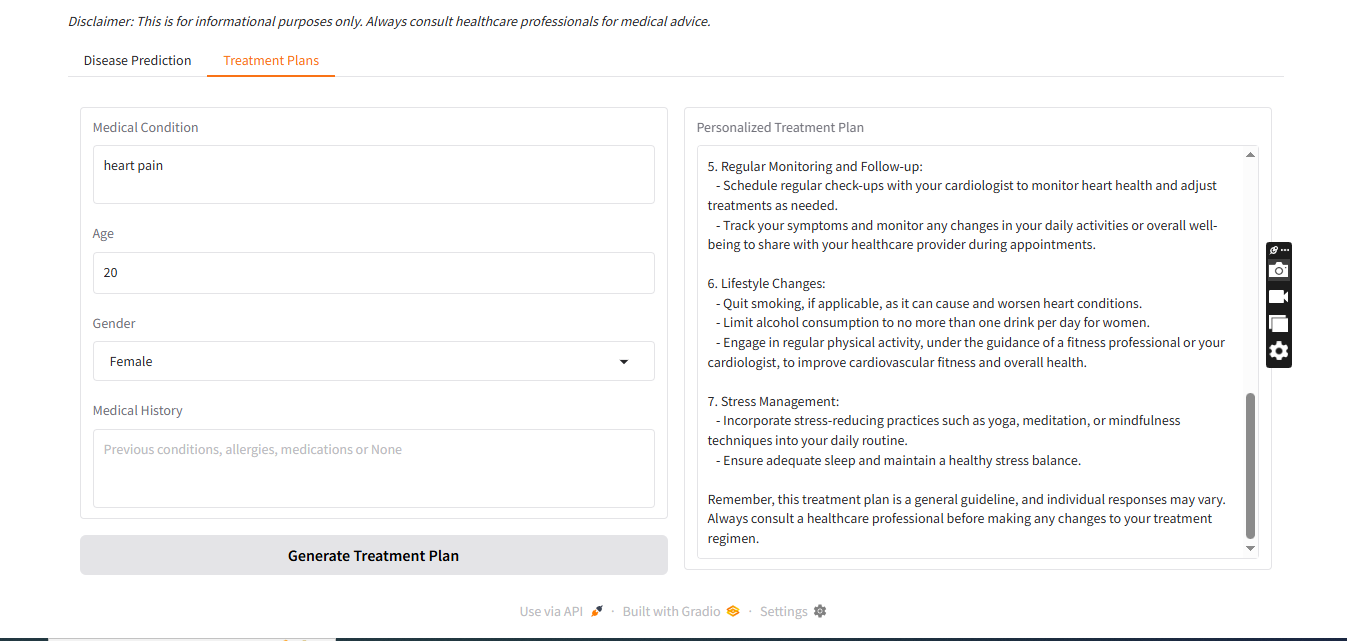 Disclaimer: This is for informational purposes only. Always consult healthcare professionals for medical advice.
Disease Prediction
Treatment Plans
Medical Condition
heart pain
Age
20
Gender
Female
Medical History
Previous conditions, allergies, medications or None
Generate Treatment Plan
Personalized Treatment Plan
5. Regular Monitoring and Follow-up:
- Schedule regular check-ups with your cardiologist to monitor heart health and adjust
treatments as needed.
- Track your symptoms and monitor any changes in your daily activities or overall well-
being to share with your healthcare provider during appointments.
6. Lifestyle Changes:
- Quit smoking, if applicable, as it can cause and worsen heart conditions.
- Limit alcohol consumption to no more than one drink per day for women.
- Engage in regular physical activity, under the guidance of a fitness professional or your
cardiologist, to improve cardiovascular fitness and overall health.
7. Stress Management:
- Incorporate stress-reducing practices such as yoga, meditation, or mindfulness
techniques into your daily routine.
- Ensure adequate sleep and maintain a healthy stress balance.
Remember, this treatment plan is a general guideline, and individual responses may vary.
Always consult a healthcare professional before making any changes to your treatment
regimen.
Use via API · Built with Gradio · Settings